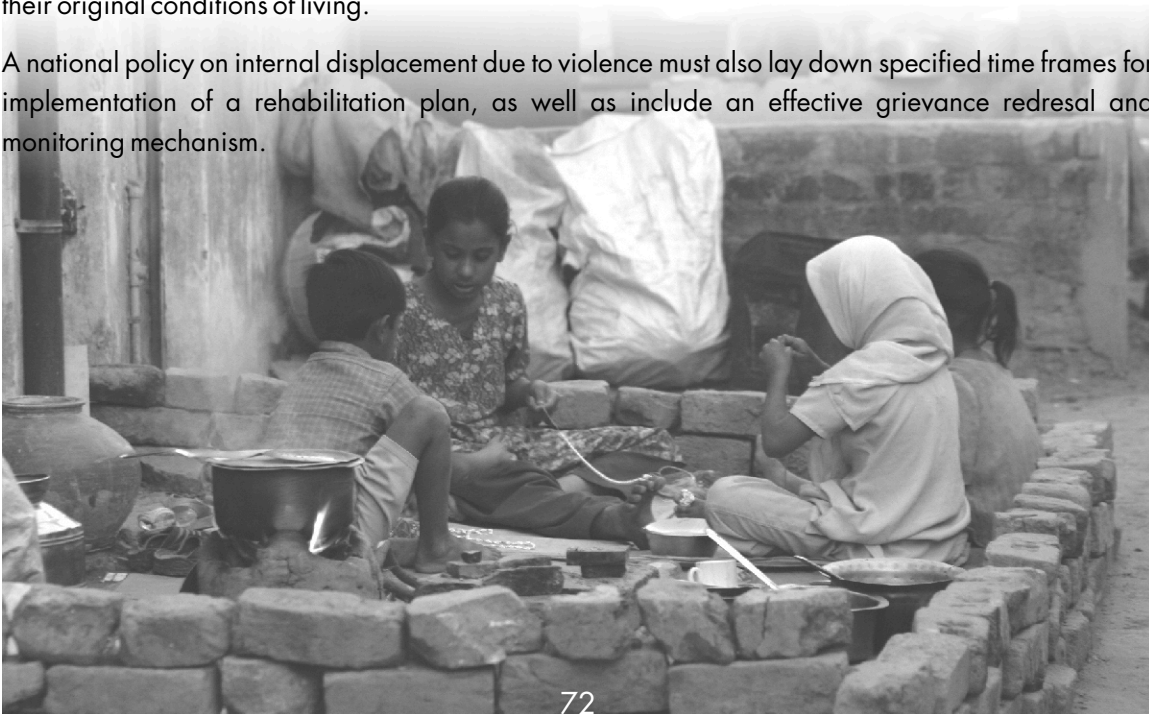 their original conditions of living.
A national policy on internal displacement due to violence must also lay down specified time frames for
implementation of a rehabilitation plan, as well as include an effective grievance redresal and
monitoring mechanism.
72